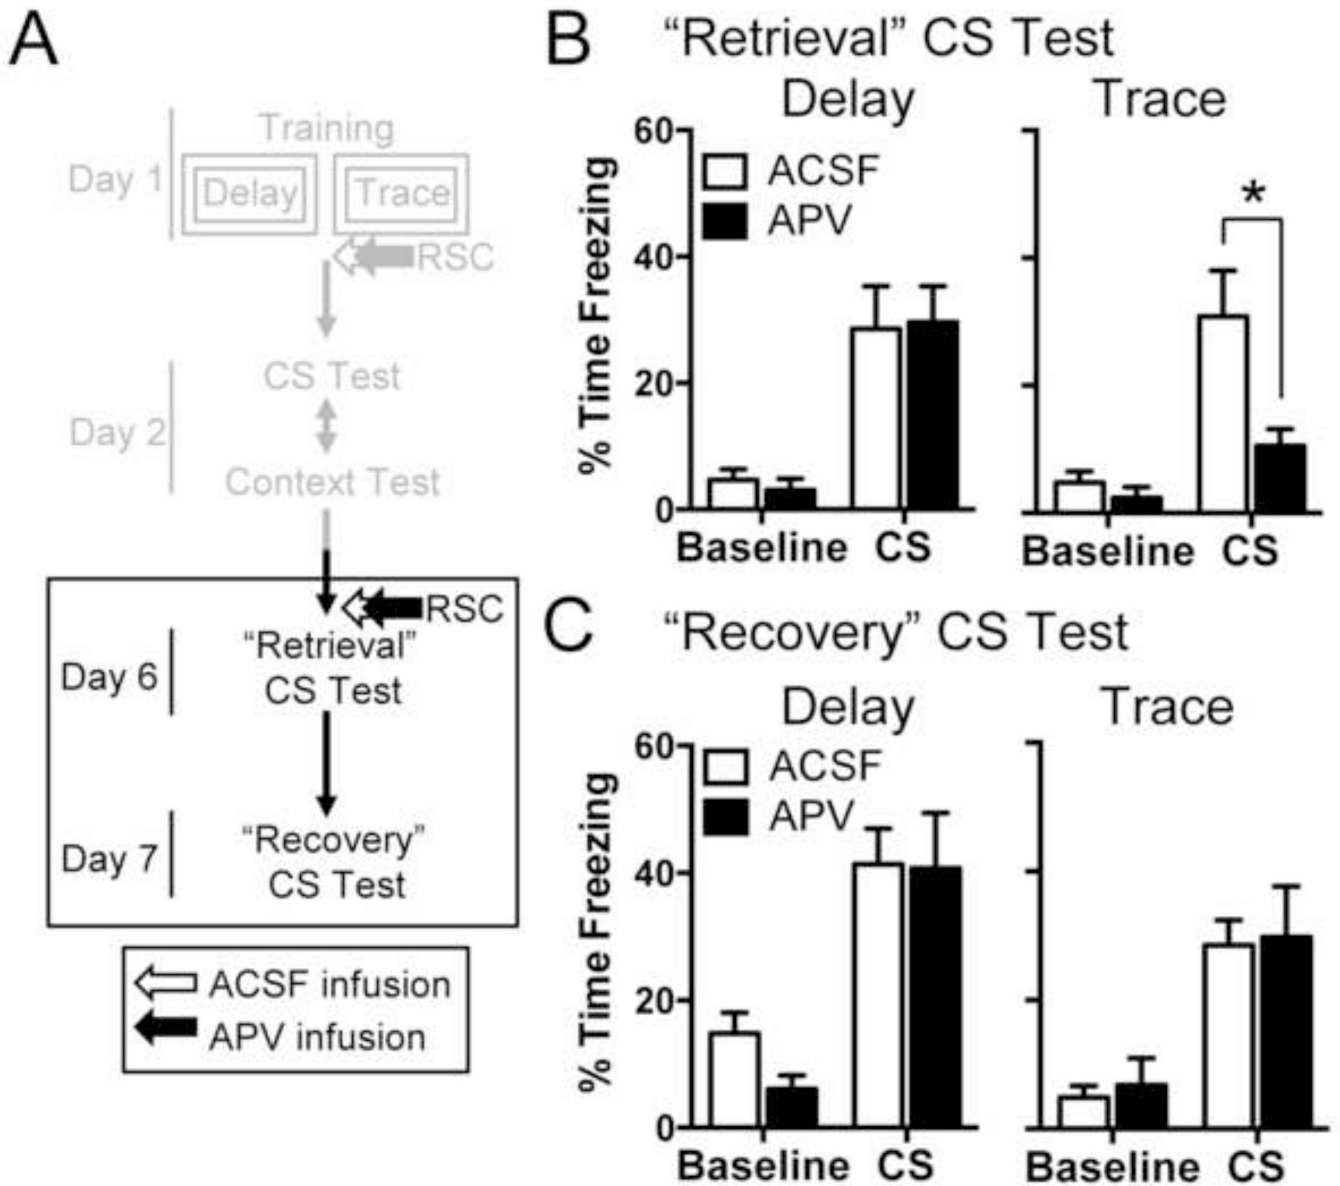 A
Training
Day 1
Delay
Trace
RSC
CS Test
Day 2
Context Test
RSC
“Retrieval”
Day 6
CS Test
“Recovery”
Day 7
CS Test
ACSF infusion
APV infusion
B
“Retrieval” CS Test
Delay
Trace
% Time Freezing
60
40
20
0
ACSF
APV
*
Baseline CS
Baseline CS
C
“Recovery” CS Test
Delay
Trace
% Time Freezing
60
40
20
0
ACSF
APV
Baseline CS
Baseline CS